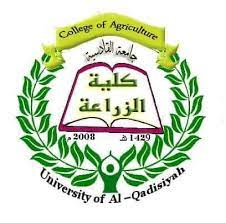 College of Agriculture
جامعة القادسية
كلية
الزراعة
2008 م
1429 هـ
University of Al -Qadisiyah